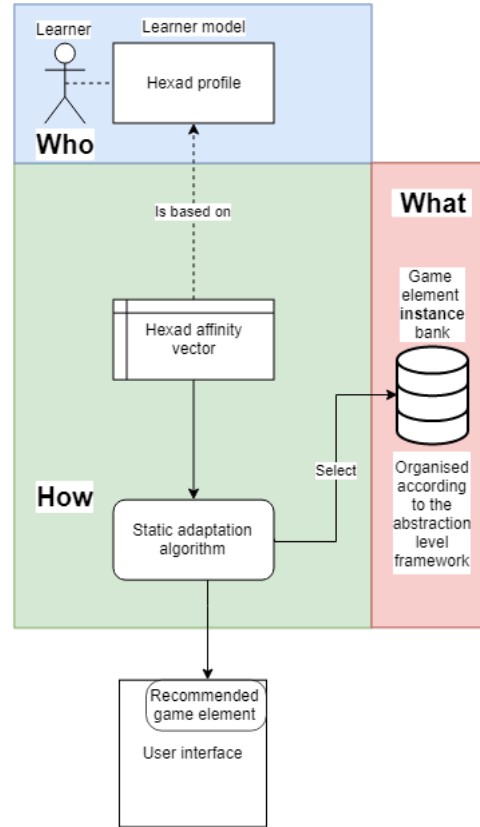 Learner
Learner model
Hexad profile
Who
What
Is based on
Game
element
instance
bank
Hexad affinity
vector
Select
Organised
according to
the
abstraction
level
framework
How
Static adaptation
algorithm
Recommended
game element
User interface